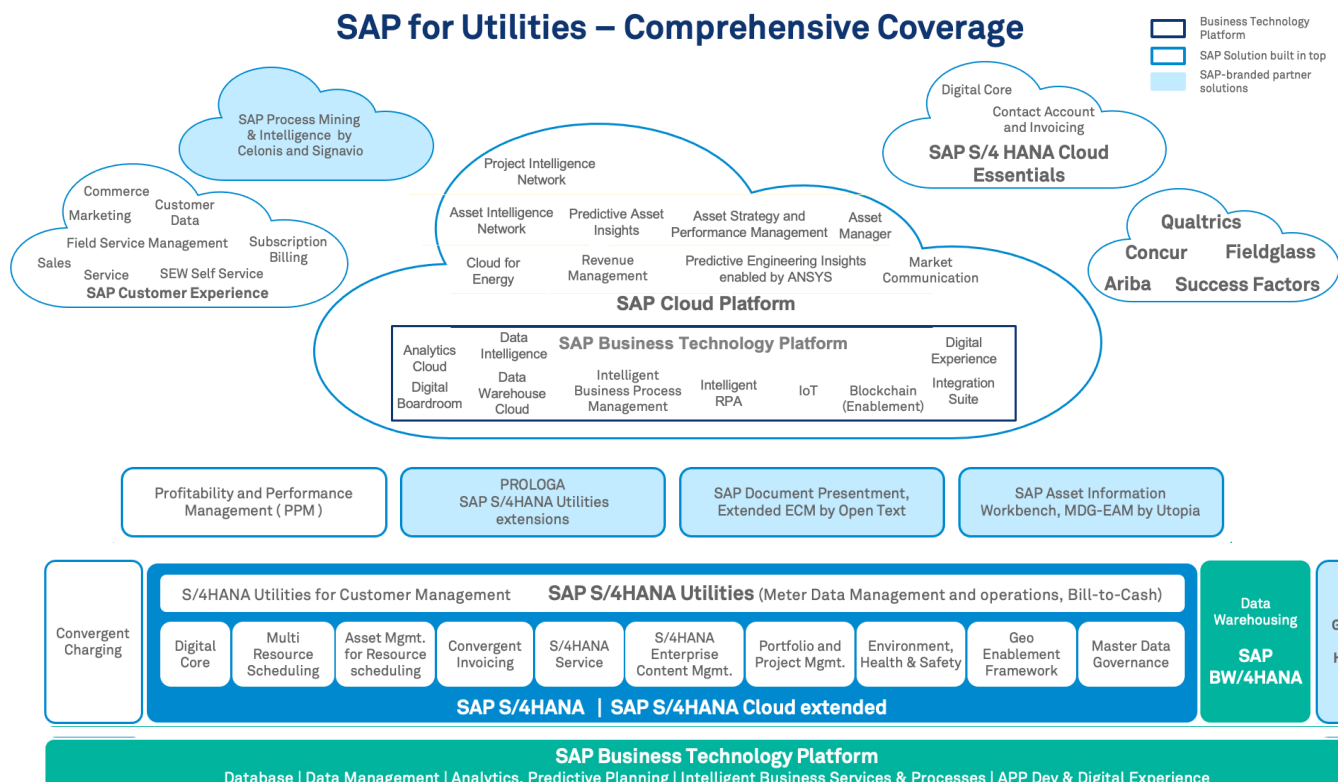 SAP for Utilities – Comprehensive Coverage
Business Technology
Platform
SAP Solution built in top
SAP-branded partner
solutions
SAP Process Mining
& Intelligence by
Celonis and Signavio
Digital Core
Contact Account
and Invoicing
SAP S/4 HANA Cloud
Essentials
Commerce
Marketing
Customer
Data
Field Service Management
Subscription
Billing
Sales
Service
SEW Self Service
SAP Customer Experience
Project Intelligence
Network
Asset Intelligence
Network
Predictive Asset
Insights
Asset Strategy and
Performance Management
Asset
Manager
Cloud for
Energy
Revenue
Management
Predictive Engineering Insights
enabled by ANSYS
Market
Communication
SAP Cloud Platform
Qualtrics
Concur
Fieldglass
Ariba
Success Factors
SAP Business Technology Platform
Analytics
Cloud
Data
Intelligence
Digital
Experience
Digital
Boardroom
Data
Warehouse
Cloud
Intelligent
Business Process
Management
Intelligent
RPA
IoT
Blockchain
(Enablement)
Integration
Suite
Profitability and Performance
Management ( PPM )
PROLOGA
SAP S/4HANA Utilities
extensions
SAP Document Presentment,
Extended ECM by Open Text
SAP Asset Information
Workbench, MDG-EAM by Utopia
Convergent
Charging
S/4HANA Utilities for Customer Management SAP S/4HANA Utilities (Meter Data Management and operations, Bill-to-Cash)
Digital
Core
Multi
Resource
Scheduling
Asset Mgmt.
for Resource
scheduling
Convergent
Invoicing
S/4HANA
Service
S/4HANA
Enterprise
Content Mgmt.
Portfolio and
Project Mgmt.
Environment,
Health & Safety
Geo
Enablement
Framework
Master Data
Governance
SAP S/4HANA | SAP S/4HANA Cloud extended
Data
Warehousing
SAP
BW/4HANA
SAP Business Technology Platform
Database | Data Management | Analytics, Predictive Planning | Intelligent Business Services & Processes | APP Dev & Digital Experience